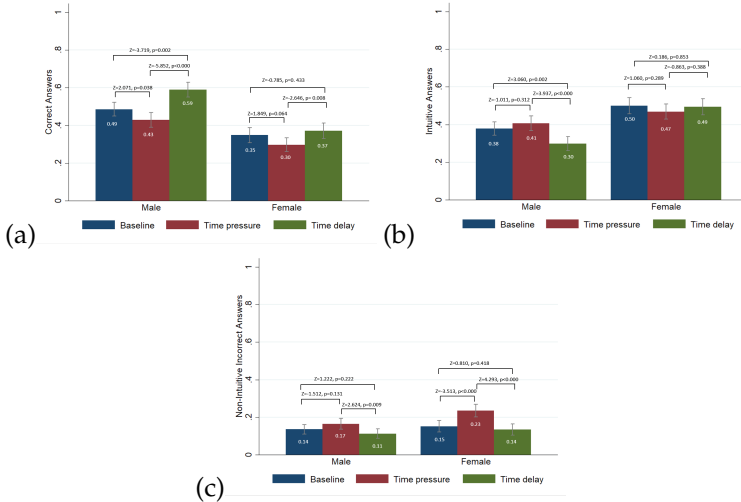 1
.8
.6
.4
.2
0
Correct Answers
Z=-3.719, p=0.002
Z=-5.852, p=0.000
Z=2.071, p=0.038
0.49
0.43
0.59
Z=-0.785, p=0.433
Z=-2.646, p=0.008
Z=1.849, p=0.064
0.35
0.30
0.37
Male Female
Baseline Time pressure Time delay
(a)
1
.8
.6
.4
.2
0
Intuitive Answers
Z=3.060, p=0.002
Z=-1.011, p=0.312
Z=3.937, p<0.000
0.38
0.41
0.30
Z=0.186, p=0.853
Z=1.060, p=0.289
Z=-0.863, p=0.388
0.50
0.47
0.49
Male Female
Baseline Time pressure Time delay
(b)
1
.8
.6
.4
.2
0
Non-Intuitive Incorrect Answers
Z=1.222, p=0.222
Z=-1.512, p=0.131
Z=2.624, p=0.009
0.14
0.17
0.11
Z=0.810, p=0.418
Z=4.293, p<0.000
Z=-3.513, p<0.000
0.15
0.23
0.14
Male Female
Baseline Time pressure Time delay
(c)